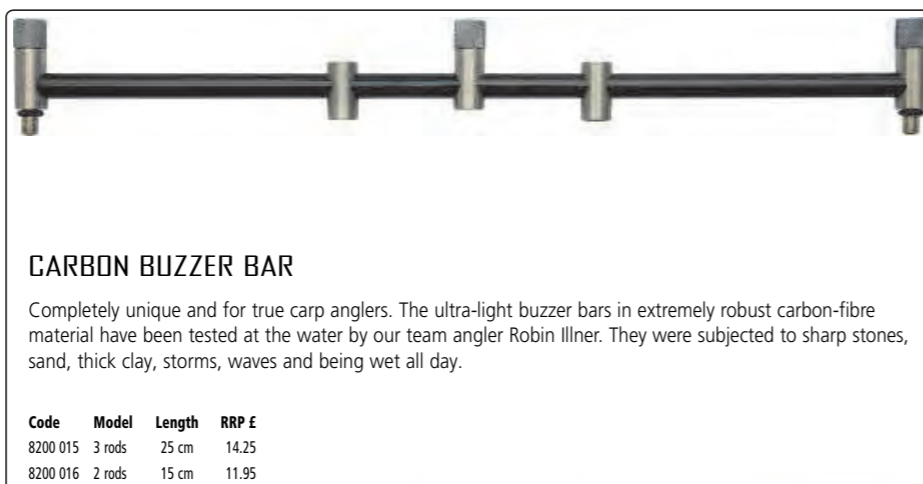 CARBON BUZZER BAR
Completely unique and for true carp anglers. The ultra-light buzzer bars in extremely robust carbon-fibre
material have been tested at the water by our team angler Robin Illner. They were subjected to sharp stones,
sand, thick clay, storms, waves and being wet all day.
Code Model Length RRP £
8200 015 3 rods 25 cm 14.25
8200 016 2 rods 15 cm 11.95